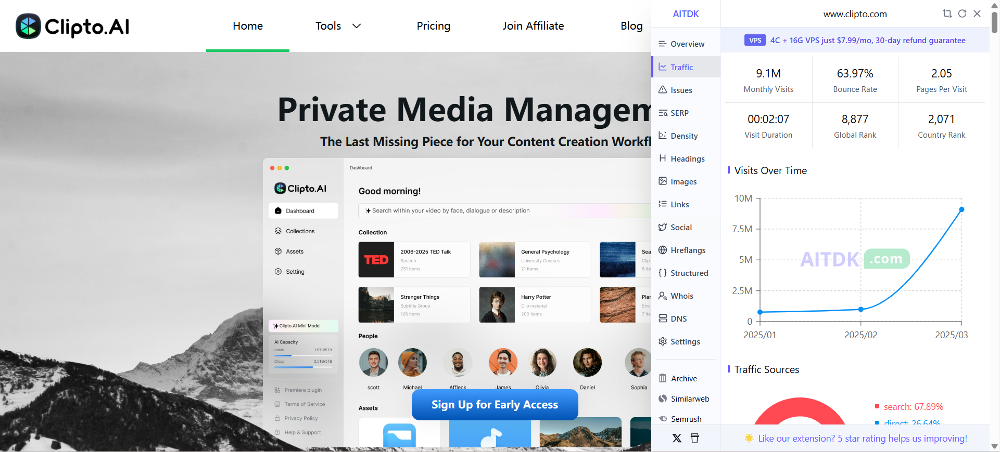 Clipto.AI
Home
Tools
Pricing
Join Affiliate
Blog
Private Media Managem
The Last Missing Piece for Your Content Creation Workfl
Clipto.AI
Dashboard
Collections
Assets
Setting
Clipto.AI Mini Model
AI Capacity
Local 1.5TB/5TB
Cloud 3.5TB/5TB
Premiere plugin
Terms of Service
Privacy Policy
Help & Support
Dashboard
Good morning!
Search within your video by face, dialogue or description
Collection
TED
2006-2025 TED Talk
Speech
251 items
General Psychology
University Courses
21 items
Sea
Clip
8 ite
Stranger Things
Subtitle Group
126 items
Harry Potter
Clip material
200 items
Plar
Envi
7 ite
People
scott
Michael
Affleck
James
Olivia
Daniel
Sophia
Assets
Sign Up for Early Access
AITDK
Overview
Traffic
Issues
SERP
Density
Headings
Images
Links
Social
Hreflangs
Structured
Whois
DNS
Settings
Archive
Similarweb
Semrush
www.clipto.com
VPS 4C + 16G VPS just $7.99/mo, 30-day refund guarantee
9.1M
Monthly Visits
63.97%
Bounce Rate
2.05
Pages Per Visit
00:02:07
Visit Duration
8,877
Global Rank
2,071
Country Rank
Visits Over Time
10M
7.5M
5M
2.5M
0
AITDK .com
2025/01
2025/02
2025/03
Traffic Sources
search: 67.89%
direct: 26.64%
🌟 Like our extension? 5 star rating helps us improving!